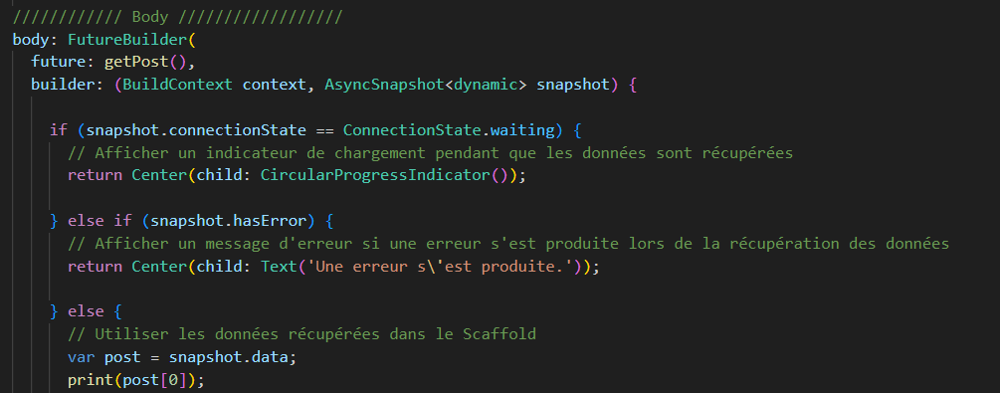 //////////// Body //////////////////
body: FutureBuilder(
future: getPost(),
builder: (BuildContext context, AsyncSnapshot<dynamic> snapshot) {
if (snapshot.connectionState == ConnectionState.waiting) {
// Afficher un indicateur de chargement pendant que les données sont récupérées
return Center(child: CircularProgressIndicator());
} else if (snapshot.hasError) {
// Afficher un message d'erreur si une erreur s'est produite lors de la récupération des données
return Center(child: Text('Une erreur s\'est produite.'));
} else {
// Utiliser les données récupérées dans le Scaffold
var post = snapshot.data;
print(post[0]);